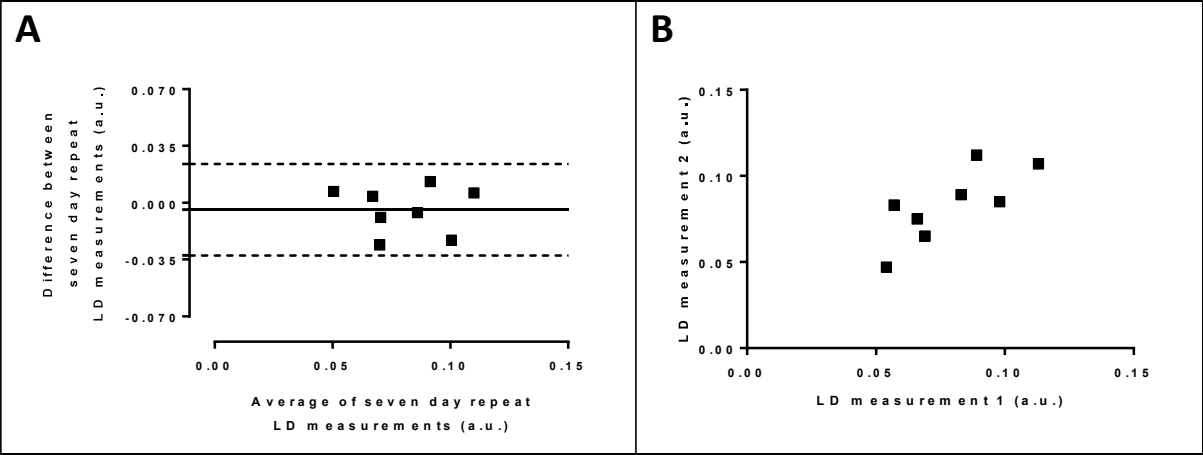 A
Difference between
seven day repeat
LD measurements (a.u.)
0.070
0.035
0.000
-0.035
-0.070
0.00 0.05 0.10 0.15
Average of seven day repeat
LD measurements (a.u.)
B
LD measurement 2 (a.u.)
0.15
0.10
0.05
0.00
0.00 0.05 0.10 0.15
LD measurement 1 (a.u.)